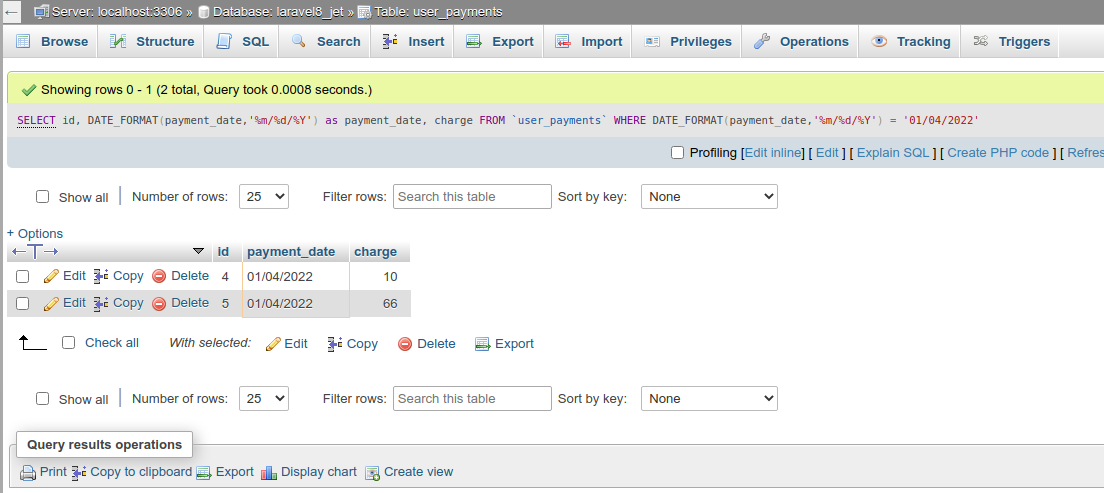 Server: localhost:3306 » Database: laravel8_jet » Table: user_payments
Browse Structure SQL Search Insert Export Import Privileges Operations Tracking Triggers
Showing rows 0 - 1 (2 total, Query took 0.0008 seconds.)
SELECT id, DATE_FORMAT(payment_date,'%m/%d/%Y') as payment_date, charge FROM `user_payments` WHERE DATE_FORMAT(payment_date,'%m/%d/%Y') = '01/04/2022'
Profiling [Edit inline] [ Edit ] [ Explain SQL ] [ Create PHP code ] [ Refres
Show all Number of rows: 25 Filter rows: Search this table Sort by key: None
+ Options
←T→ id payment_date charge
Edit Copy Delete 4 01/04/2022 10
Edit Copy Delete 5 01/04/2022 66
Check all With selected: Edit Copy Delete Export
Show all Number of rows: 25 Filter rows: Search this table Sort by key: None
Query results operations
Print Copy to clipboard Export Display chart Create view